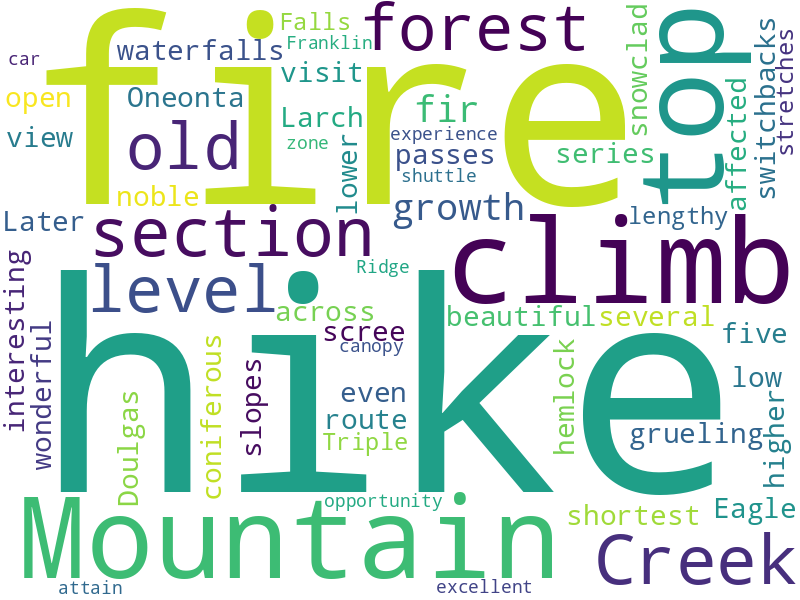 fire
forest
top
Falls
Franklin
waterfalls
car
visit
open
Oneonta
Larch
fir
view
old
zone
lower
experience
passes
shuttle
series
snowclad
affected
switchbacks
stretches
noble
growth
lengthy
Later
section
climb
Ridge
level
across
scree
beautiful
several
canopy
five
interesting
wonderful
coniferous
slopes
even
route
Triple
hemlock
low
higher
grueling
hike
Doulgas
opportunity
shortest
Eagle
Mountain
Creek
attain
excellent